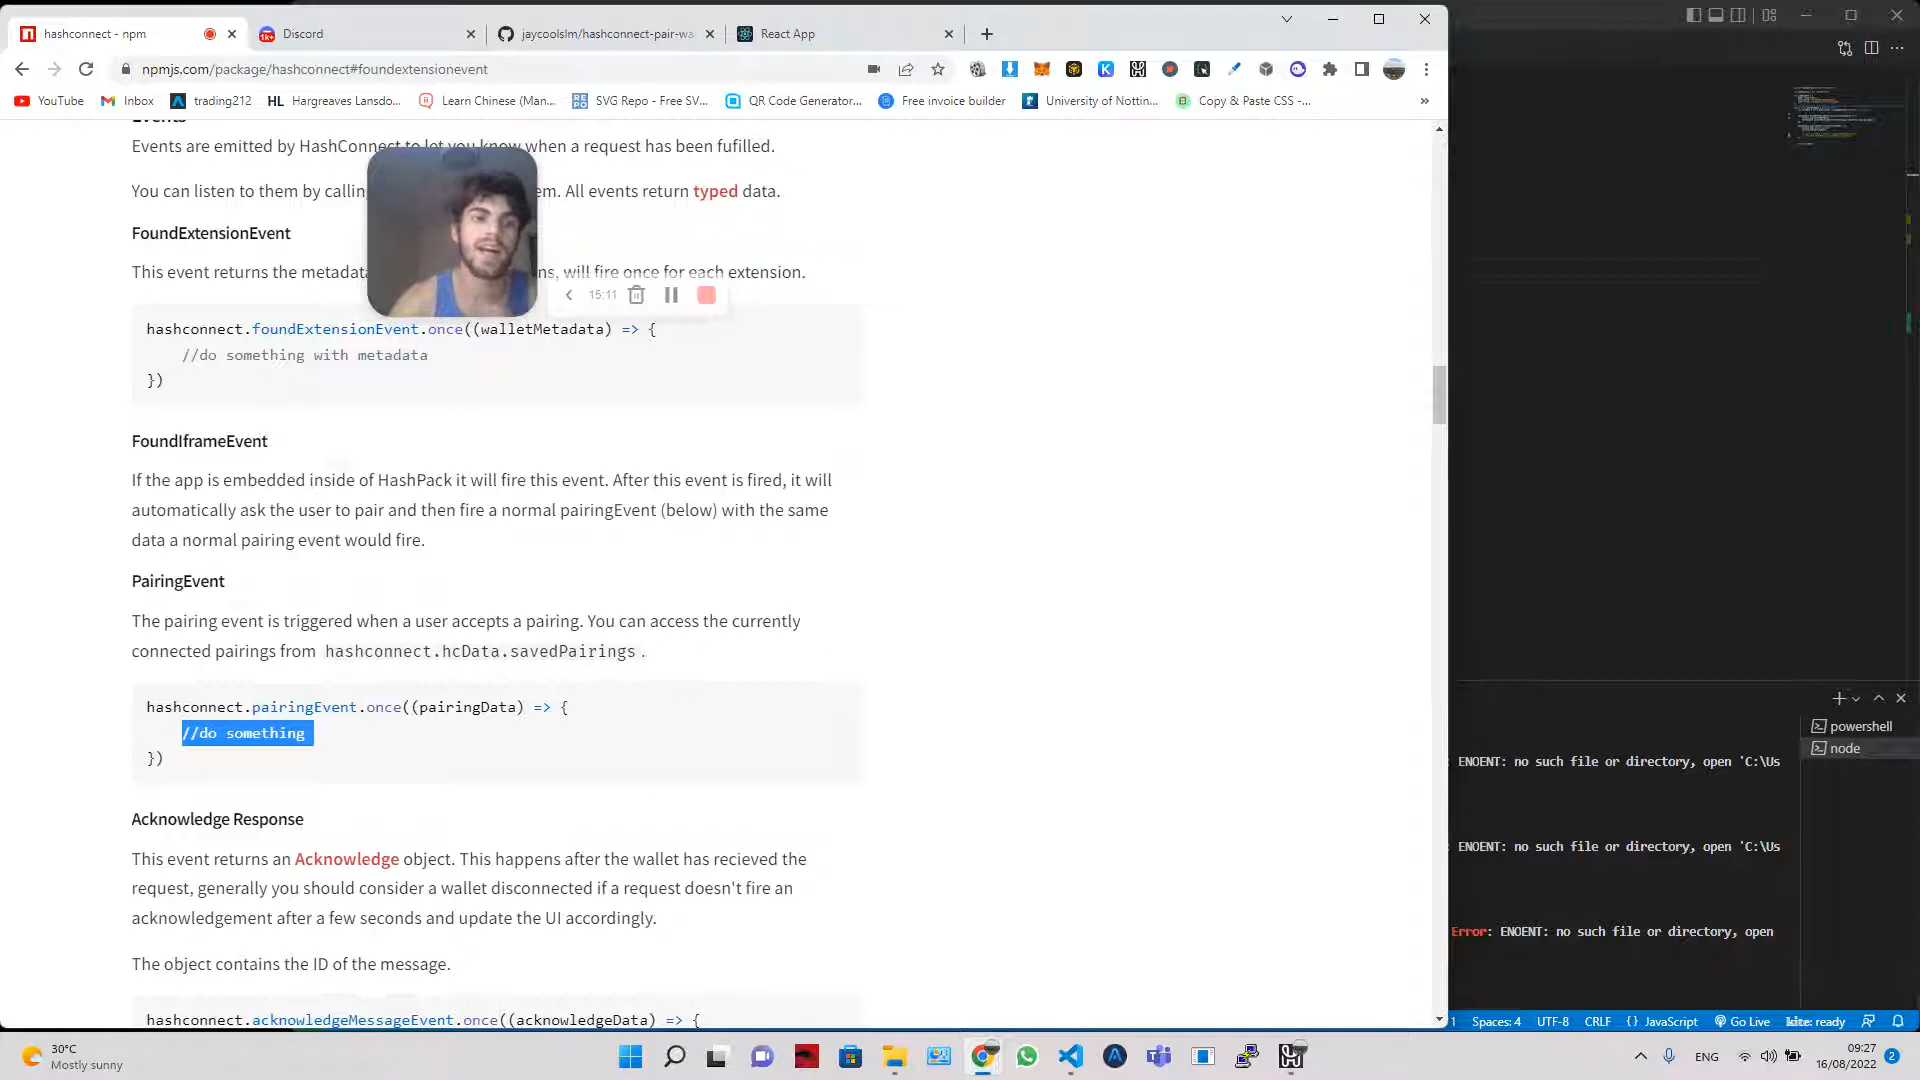 hashconnect - npm
Discord
jaycoolslm/hashconnect-pair-wa
React App
npmjs.com/package/hashconnect#foundextensionevent
YouTube
Inbox
trading212
HL Hargreaves Lansdo...
Learn Chinese (Man...
SVG Repo - Free SV...
QR Code Generator...
Free invoice builder
University of Notting...
Copy & Paste CSS -...
»
Events
Events are emitted by HashConnect to let you know when a request has been fufilled.
You can listen to them by calling em. All events return typed data.
FoundExtensionEvent
This event returns the metadata ns, will fire once for each extension.
15:11
hashconnect.foundExtensionEvent.once((walletMetadata) => {
//do something with metadata
})
FoundIframeEvent
If the app is embedded inside of HashPack it will fire this event. After this event is fired, it will
automatically ask the user to pair and then fire a normal pairingEvent (below) with the same
data a normal pairing event would fire.
PairingEvent
The pairing event is triggered when a user accepts a pairing. You can access the currently
connected pairings from hashconnect.hcData.savedPairings .
hashconnect.pairingEvent.once((pairingData) => {
//do something
})
Acknowledge Response
This event returns an Acknowledge object. This happens after the wallet has recieved the
request, generally you should consider a wallet disconnected if a request doesn't fire an
acknowledgement after a few seconds and update the UI accordingly.
The object contains the ID of the message.
hashconnect.acknowledgeMessageEvent.once((acknowledgeData) => {
powershell
node
: ENOENT: no such file or directory, open 'C:\Us
: ENOENT: no such file or directory, open 'C:\Us
Error: ENOENT: no such file or directory, open
1 Spaces: 4 UTF-8 CRLF {} JavaScript Go Live kite: ready
30°C
Mostly sunny
ENG
09:27
16/08/2022
2